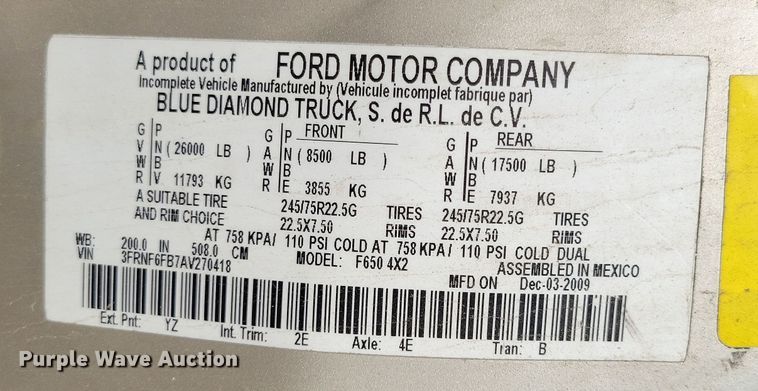 A product of FORD MOTOR COMPANY
Incomplete Vehicle Manufactured by (Vehicule incomplet fabrique par)
BLUE DIAMOND TRUCK, S. de R.L. de C.V.
G P FRONT G P REAR G P
V N (26000 LB ) A N (8500 LB ) A N (17500 LB )
W B W B W B
R V 11793 KG R E 3855 KG R E 7937 KG
A SUITABLE TIRE 245/75R22.5G TIRES 245/75R22.5G TIRES
AND RIM CHOICE 22.5X7.50 RIMS 22.5X7.50 RIMS
AT 758 KPA/ 110 PSI COLD AT 758 KPA/ 110 PSI COLD DUAL
WB: 200.0 IN 508.0 CM
VIN 3FRNF6FB7AV270418 MODEL: F650 4X2 ASSEMBLED IN MEXICO
MFD ON Dec-03-2009
Ext. Pnt: YZ Int. Trim: 2E Axle: 4E Tran: B
Purple Wave Auction